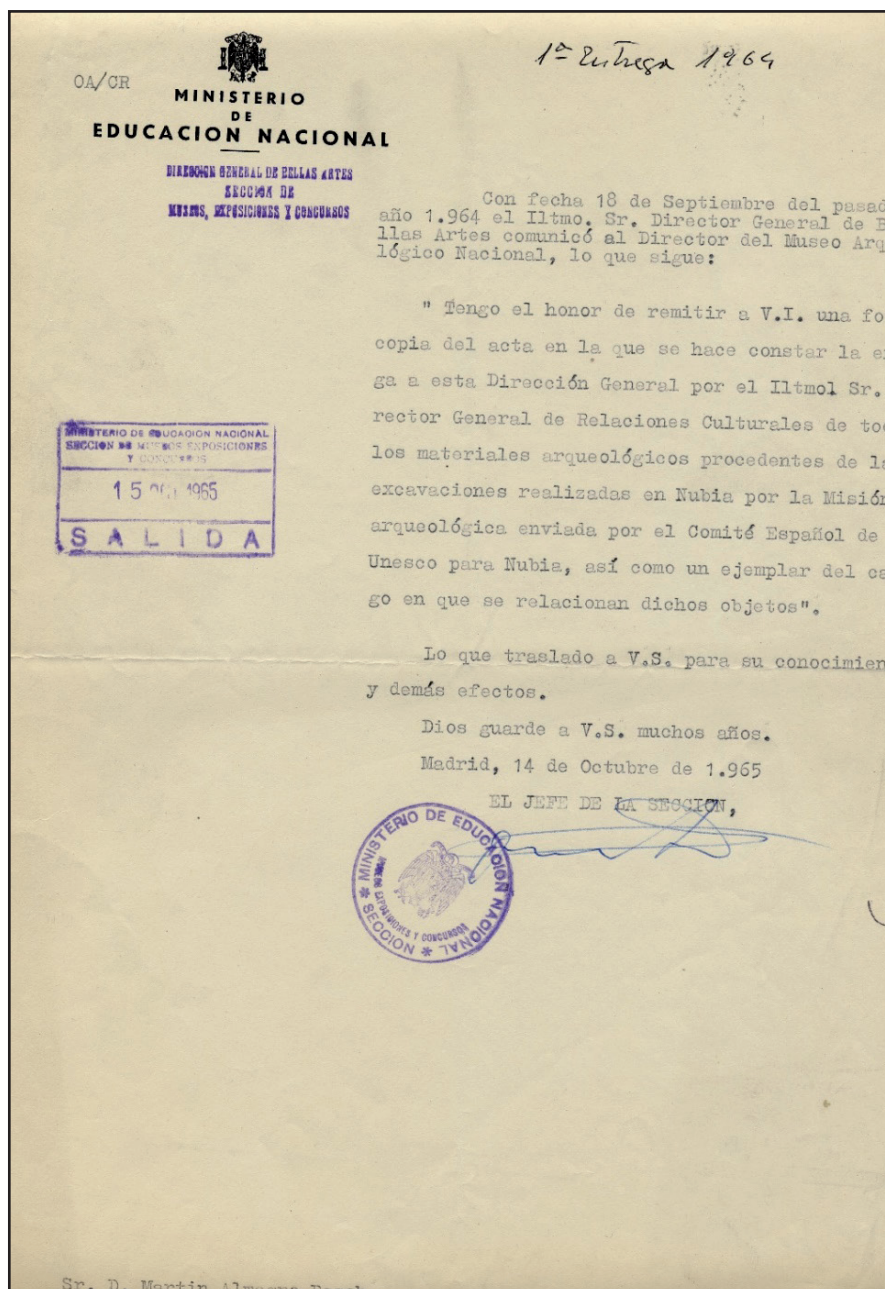 1ª Entrega 1964
OA/CR
MINISTERIO
DE
EDUCACION NACIONAL
DIRECCION GENERAL DE BELLAS ARTES
SECCION DE
MUSEOS, EXPOSICIONES Y CONCURSOS
Con fecha 18 de Septiembre del pasad
año 1.964 el Iltmo. Sr. Director General de B
llas Artes comunicó al Director del Museo Arq
lógico Nacional, lo que sigue:
" Tengo el honor de remitir a V.I. una fo
copia del acta en la que se hace constar la e
ga a esta Dirección General por el Iltmol Sr.
rector General de Relaciones Culturales de to
los materiales arqueológicos procedentes de l
excavaciones realizadas en Nubia por la Misión
arqueológica enviada por el Comité Español de
Unesco para Nubia, así como un ejemplar del ca
go en que se relacionan dichos objetos".
MINISTERIO DE EDUCACION NACIONAL
SECCION DE MUSEOS EXPOSICIONES
Y CONCURSOS
15 OCT 1965
SALIDA
Lo que traslado a V.S. para su conocimien
y demás efectos.
Dios guarde a V.S. muchos años.
Madrid, 14 de Octubre de 1.965
EL JEFE DE LA SECCION,
* MINISTERIO DE EDUCACION NACIONAL *
SECCION
EXPOSICIONES Y CONCURSOS
Sr. D. Martin